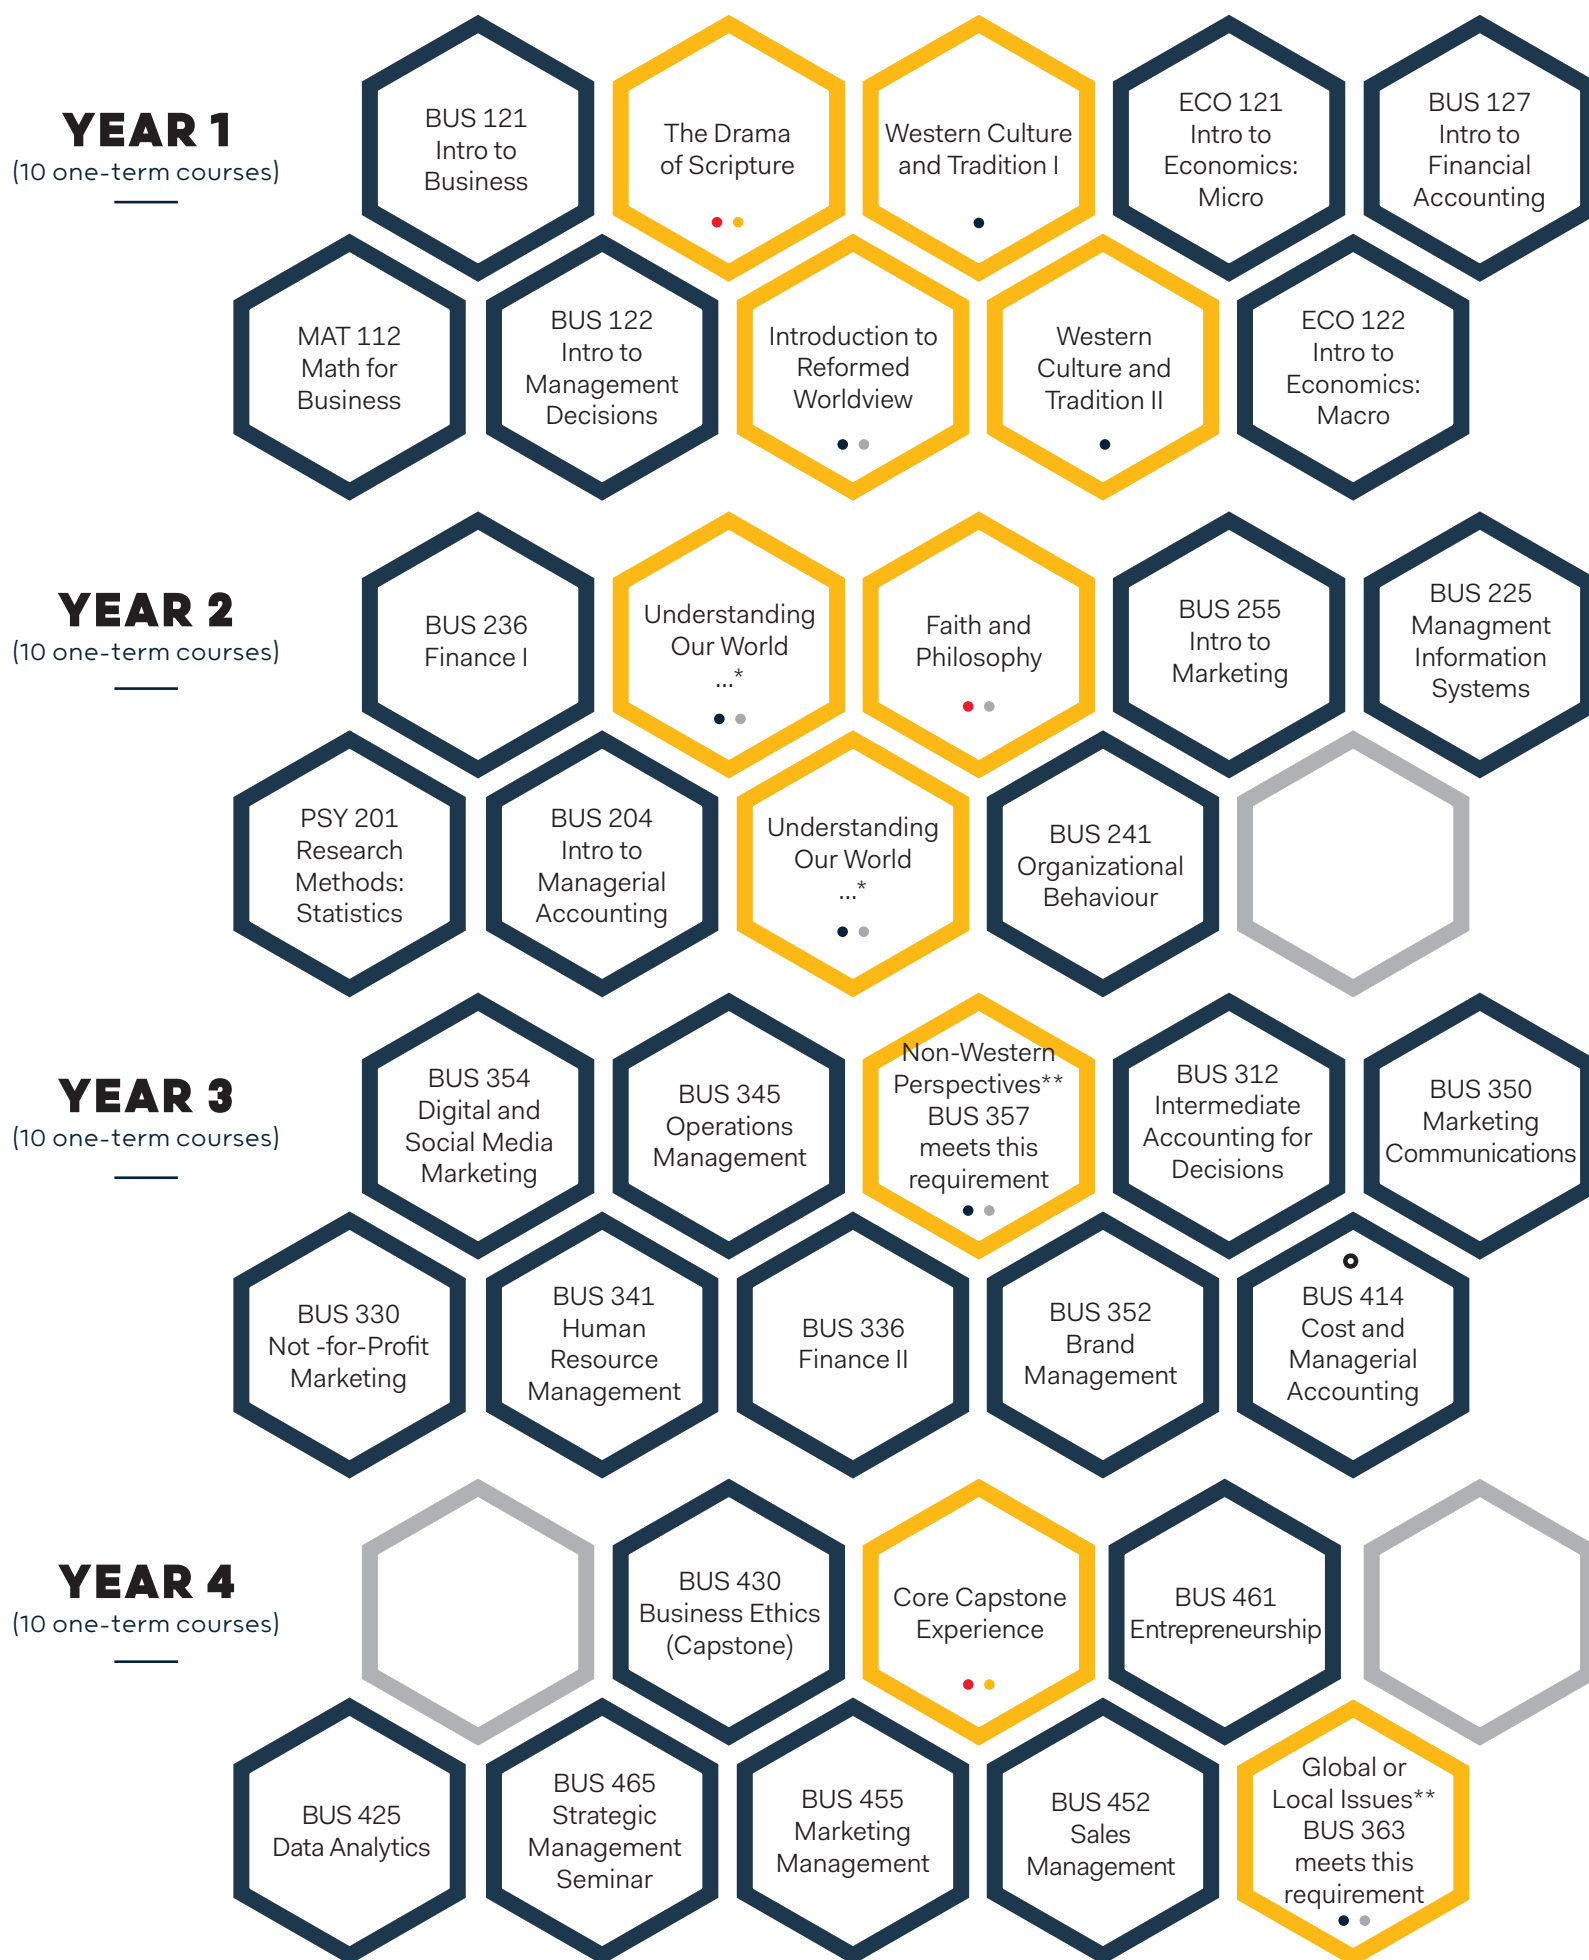 YEAR 1
(10 one-term courses)
BUS 121
Intro to
Business
The Drama
of Scripture
Western Culture
and Tradition I
ECO 121
Intro to
Economics:
Micro
BUS 127
Intro to
Financial
Accounting
MAT 112
Math for
Business
BUS 122
Intro to
Management
Decisions
Introduction to
Reformed
Worldview
Western
Culture and
Tradition II
ECO 122
Intro to
Economics:
Macro
YEAR 2
(10 one-term courses)
BUS 236
Finance I
Understanding
Our World
...*
Faith and
Philosophy
BUS 255
Intro to
Marketing
BUS 225
Managment
Information
Systems
PSY 201
Research
Methods:
Statistics
BUS 204
Intro to
Managerial
Accounting
Understanding
Our World
...*
BUS 241
Organizational
Behaviour
YEAR 3
(10 one-term courses)
BUS 354
Digital and
Social Media
Marketing
BUS 345
Operations
Management
Non-Western
Perspectives**
BUS 357
meets this
requirement
BUS 312
Intermediate
Accounting for
Decisions
BUS 350
Marketing
Communications
BUS 330
Not -for-Profit
Marketing
BUS 341
Human
Resource
Management
BUS 336
Finance II
BUS 352
Brand
Management
BUS 414
Cost and
Managerial
Accounting
YEAR 4
(10 one-term courses)
BUS 430
Business Ethics
(Capstone)
Core Capstone
Experience
BUS 461
Entrepreneurship
BUS 425
Data Analytics
BUS 465
Strategic
Management
Seminar
BUS 455
Marketing
Management
BUS 452
Sales
Management
Global or
Local Issues**
BUS 363
meets this
requirement